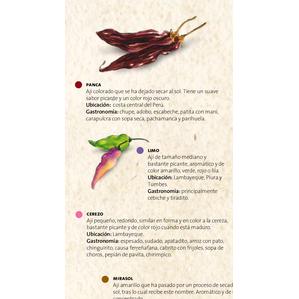 PANCA
Ají colorado que se ha dejado secar al sol. Tiene un suave
sabor picante y un color rojo oscuro.
Ubicación: costa central del Perú.
Gastronomía: chupe, adobo, escabeche, patita con maní,
carapulcra con sopa seca, pachamanca y parihuela.
LIMO
Ají de tamaño mediano y
bastante picante, aromático y de
color amarillo, verde, rojo o lila.
Ubicación: Lambayeque, Piura y
Tumbes.
Gastronomía: principalmente
cebiche y tiradito.
CEREZO
Ají pequeño, redondo, similar en forma y en color a la cereza,
bastante picante y de color rojo cuando está maduro.
Ubicación: Lambayeque.
Gastronomía: espesado, sudado, apatadito, arroz con pato,
chinguirito, causa ferreñafana, cabrito con frijoles, sopa de
choros, pepián de pavita, chirimpico.
MIRASOL
Ají amarillo que ha pasado por un proceso de secad
sol, tras lo cual recibe este nombre. Aromático y de